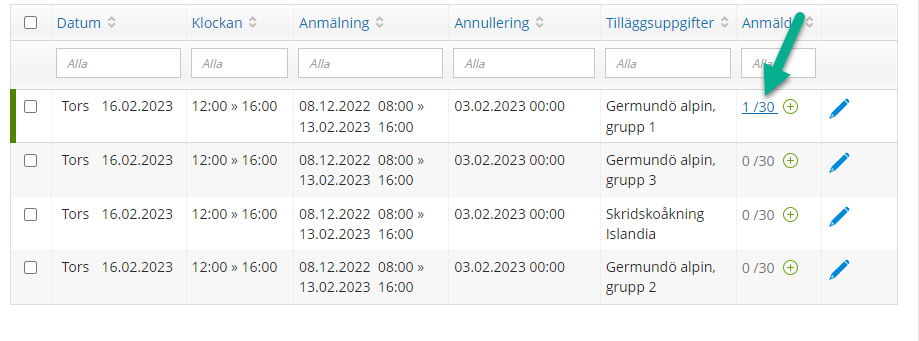 Datum Klockan Anmälning Annullering Tilläggsuppgifter Anmäld
Alla Alla Alla Alla Alla Alla
Tors 16.02.2023 12:00 » 16:00 08.12.2022 08:00 » 03.02.2023 00:00 Germundö alpin, 1 /30
13.02.2023 16:00 grupp 1
Tors 16.02.2023 12:00 » 16:00 08.12.2022 08:00 » 03.02.2023 00:00 Germundö alpin, 0 /30
13.02.2023 16:00 grupp 3
Tors 16.02.2023 12:00 » 16:00 08.12.2022 08:00 » 03.02.2023 00:00 Skridskoåkning 0 /30
13.02.2023 16:00 Islandia
Tors 16.02.2023 12:00 » 16:00 08.12.2022 08:00 » 03.02.2023 00:00 Germundö alpin, 0 /30
13.02.2023 16:00 grupp 2